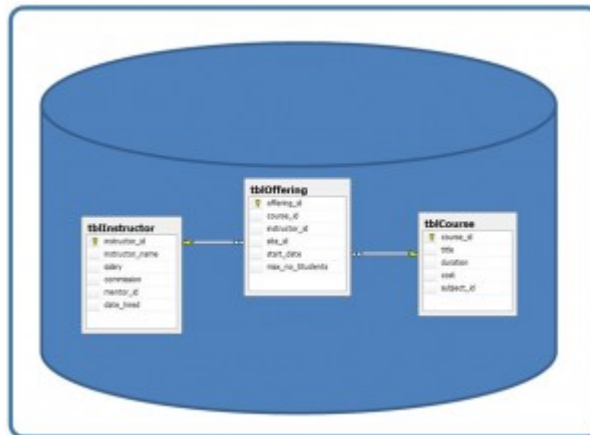 tblInstructor
instructor_id
instructor_name
salary
commission
mentor_id
date_hired
tblOffering
offering_id
course_id
instructor_id
site_id
start_date
max_no_Students
tblCourse
course_id
title
duration
cost
subject_id